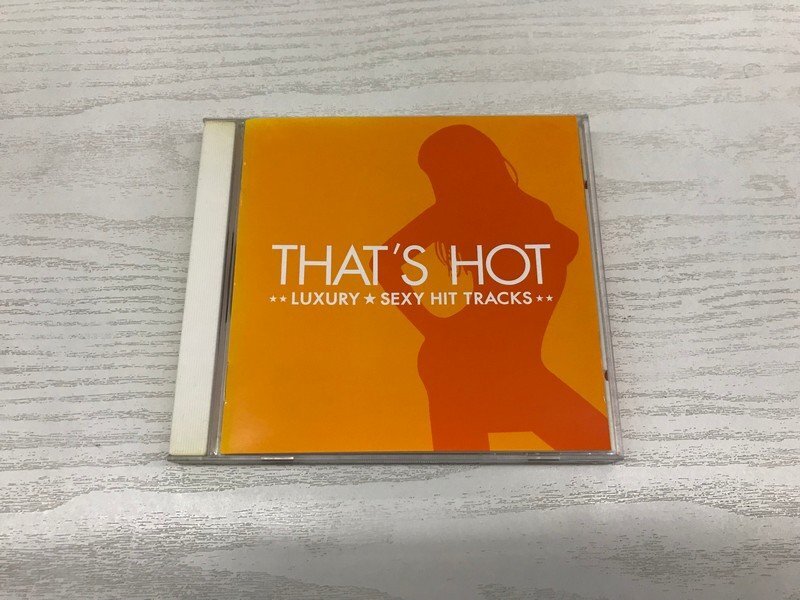 THAT'S HOT
★★LUXURY★SEXY HIT TRACKS★★